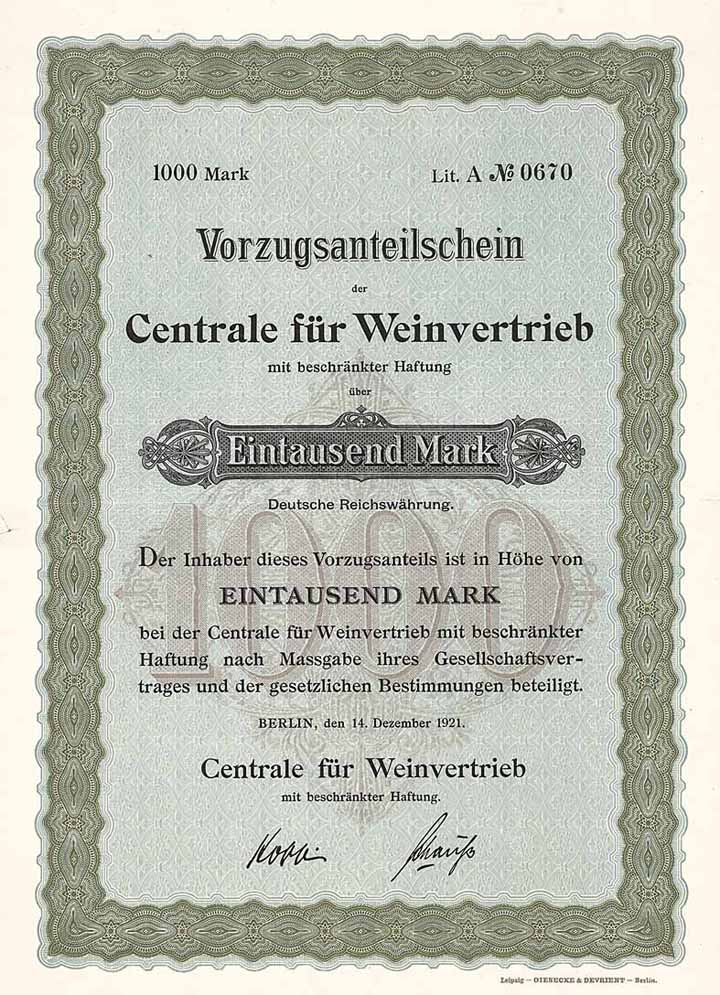 1000 Mark Lit. A № 0670
Vorzugsanteilschein
der
Centrale für Weinvertrieb
mit beschränkter Haftung
über
Eintausend Mark
Deutsche Reichswährung.
1000
Der Inhaber dieses Vorzugsanteils ist in Höhe von
EINTAUSEND MARK
bei der Centrale für Weinvertrieb mit beschränkter
Haftung nach Massgabe ihres Gesellschaftsver-
trages und der gesetzlichen Bestimmungen beteiligt.
BERLIN, den 14. Dezember 1921.
Centrale für Weinvertrieb
mit beschränkter Haftung.
Leipzig — GIESECKE & DEVRIENT — Berlin.